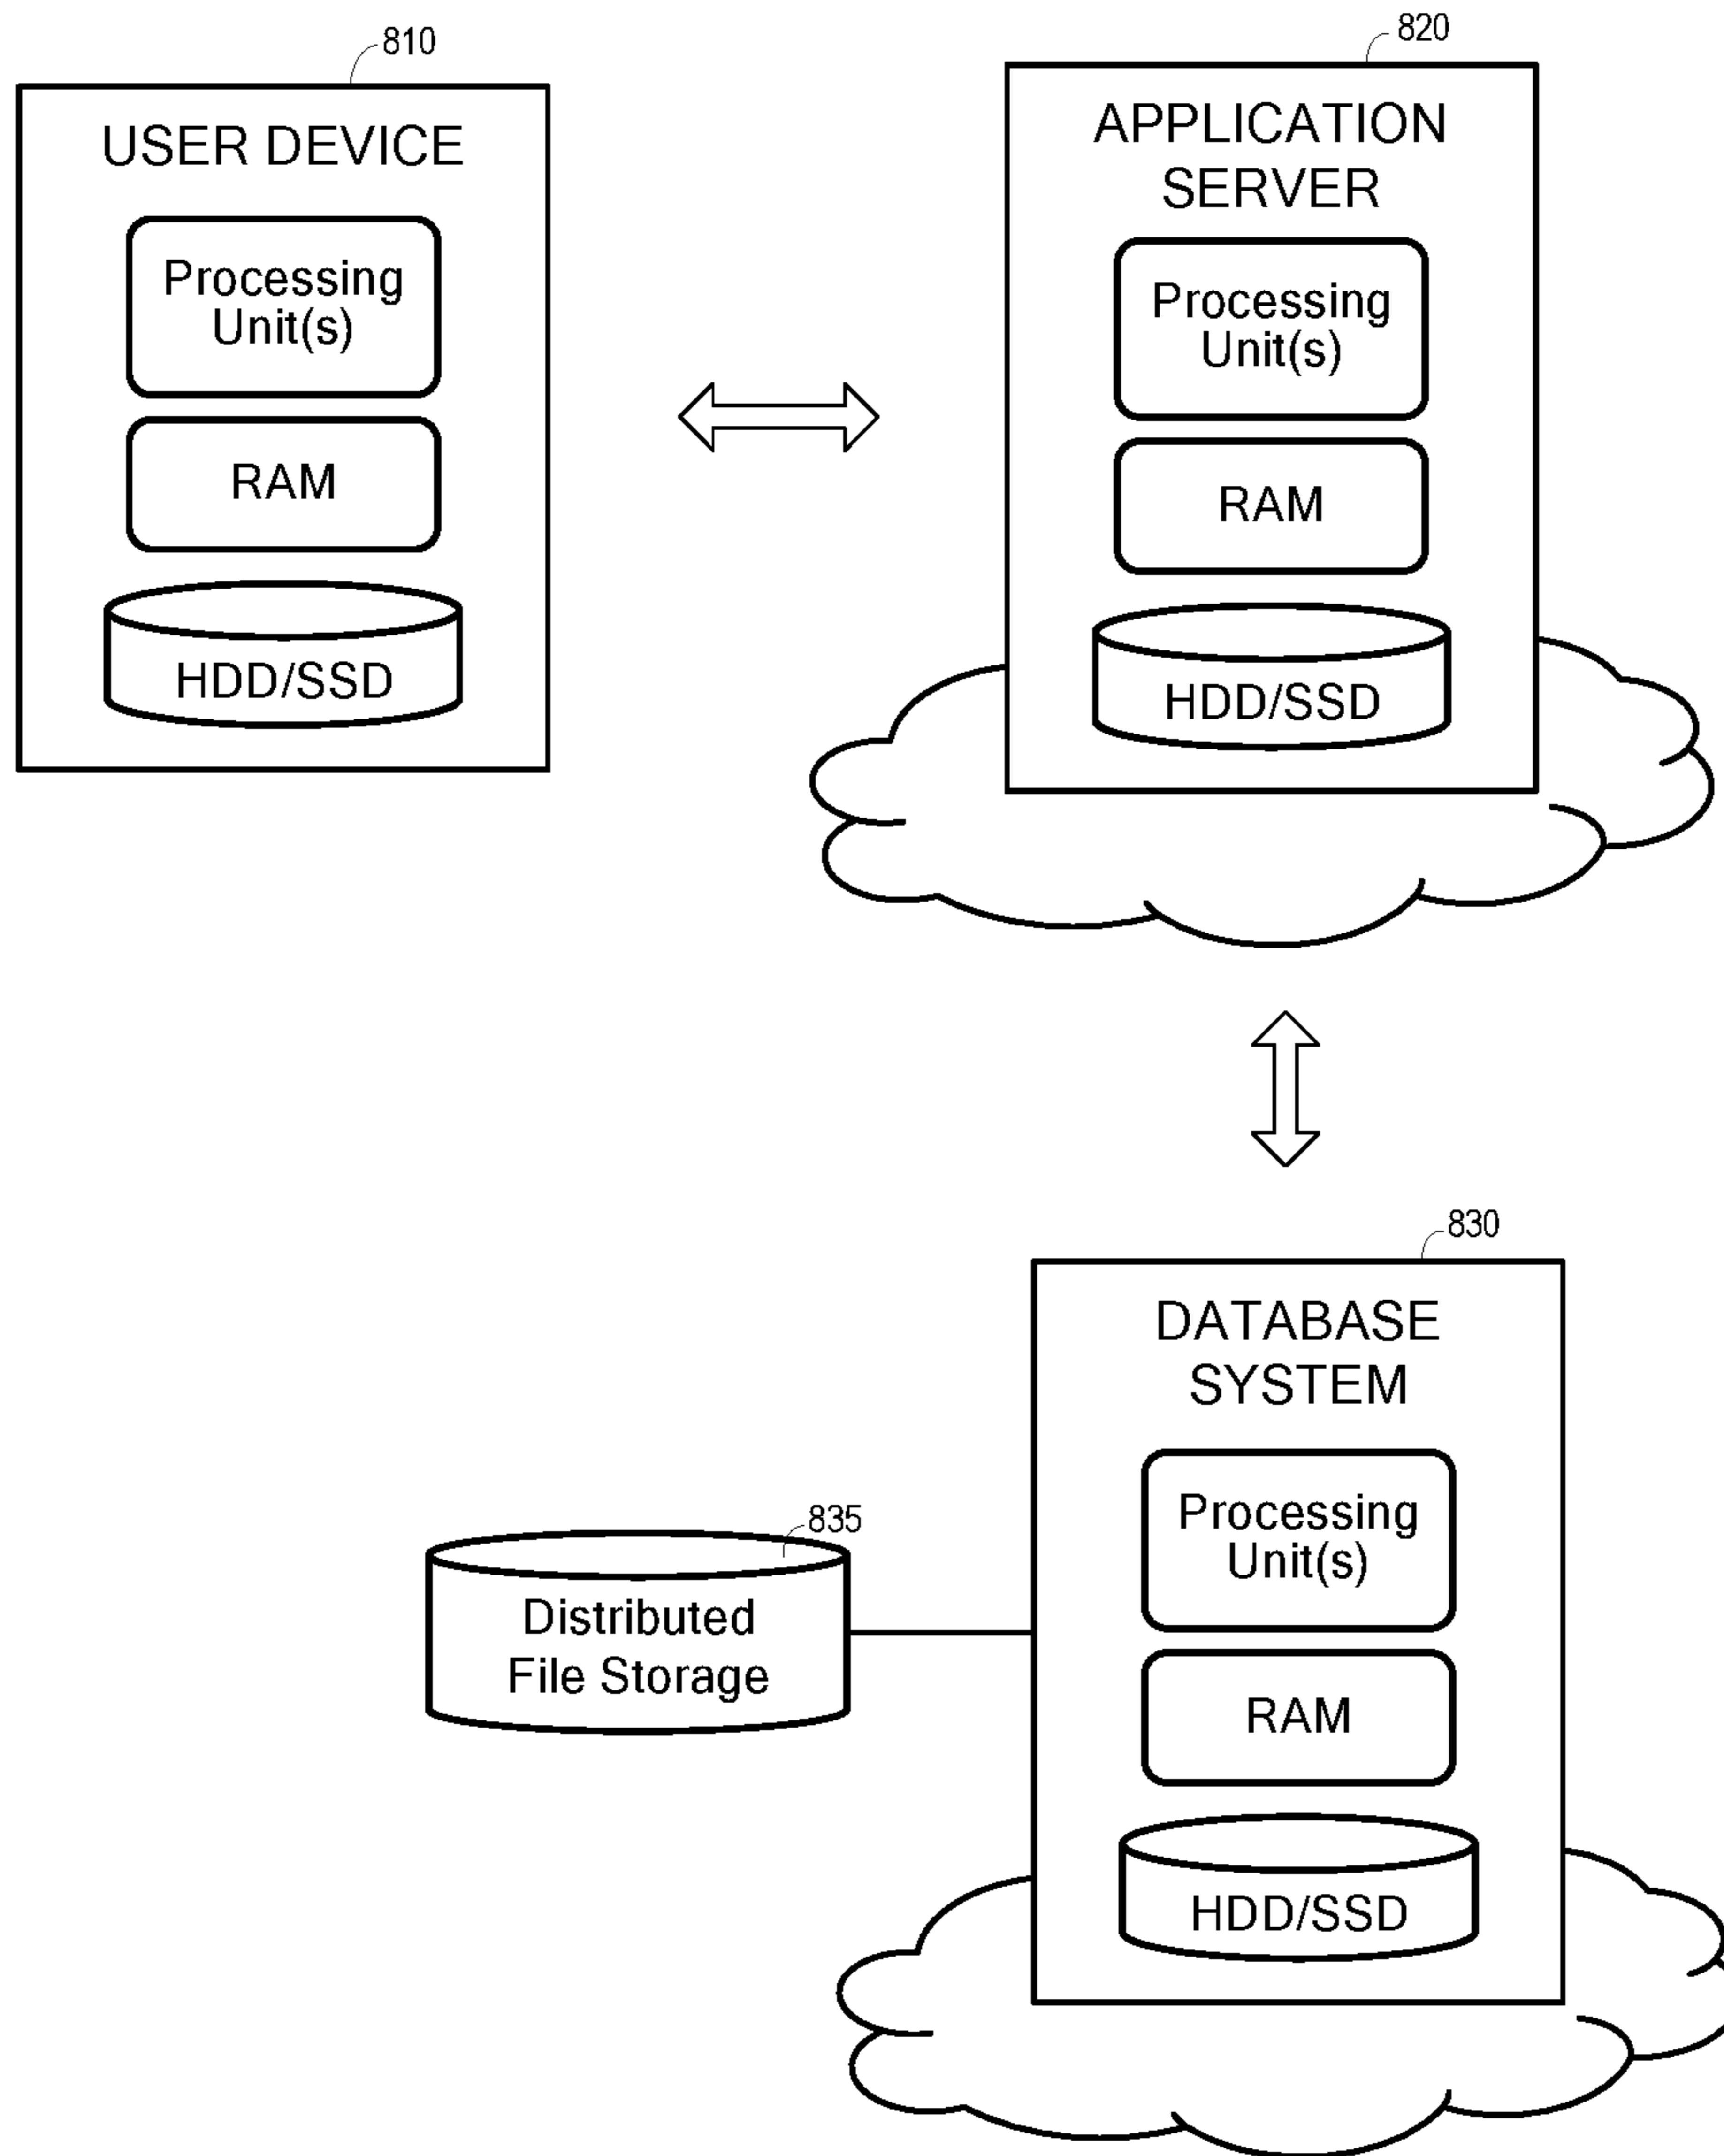 810
USER DEVICE
Processing
Unit(s)
RAM
HDD/SSD
820
APPLICATION
SERVER
Processing
Unit(s)
RAM
HDD/SSD
830
DATABASE
SYSTEM
Processing
Unit(s)
RAM
HDD/SSD
835
Distributed
File Storage